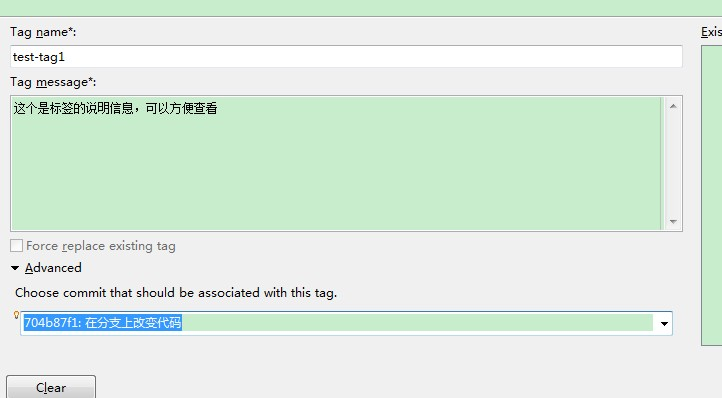 Tag name*:
Exis
test-tag1
Tag message*:
这个是标签的说明信息，可以方便查看
Force replace existing tag
Advanced
Choose commit that should be associated with this tag.
704b87f1: 在分支上改变代码
Clear